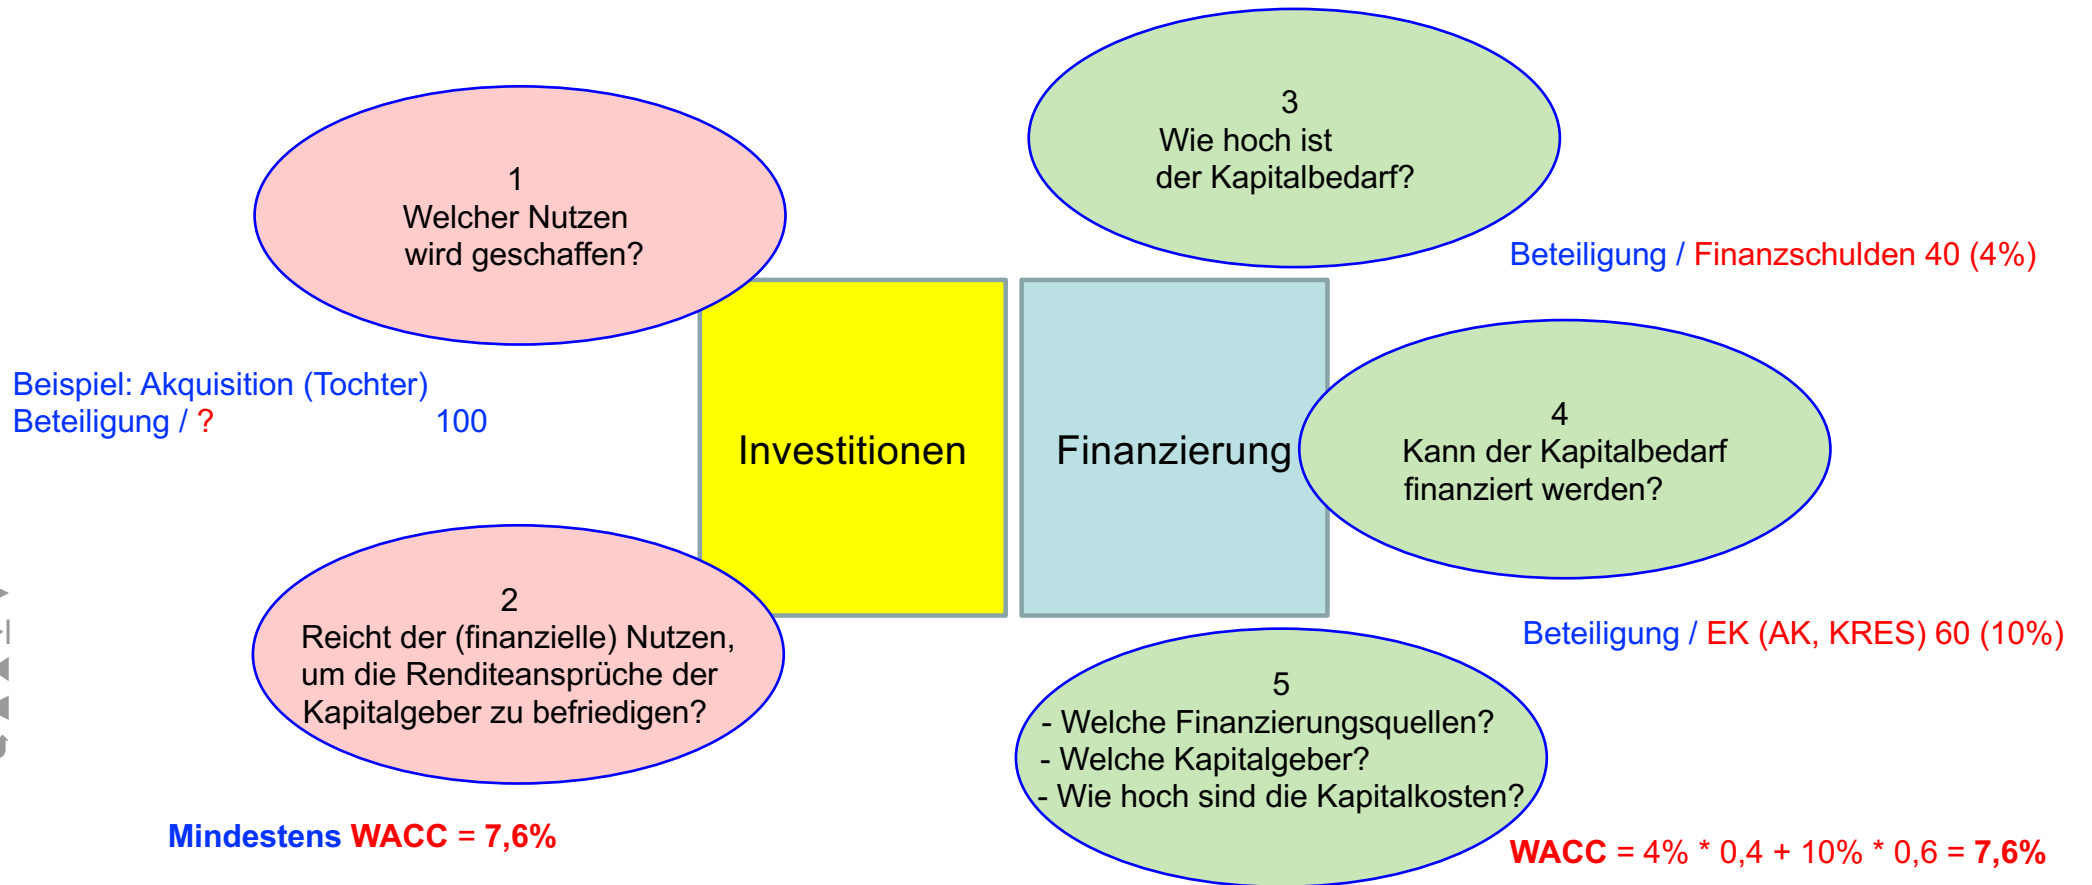 1
Welcher Nutzen
wird geschaffen?
Beispiel: Akquisition (Tochter)
Beteiligung / ? 100
2
Reicht der (finanzielle) Nutzen,
um die Renditeansprüche der
Kapitalgeber zu befriedigen?
Mindestens WACC = 7,6%
Investitionen
Finanzierung
3
Wie hoch ist
der Kapitalbedarf?
Beteiligung / Finanzschulden 40 (4%)
4
Kann der Kapitalbedarf
finanziert werden?
Beteiligung / EK (AK, KRES) 60 (10%)
5
- Welche Finanzierungsquellen?
- Welche Kapitalgeber?
- Wie hoch sind die Kapitalkosten?
WACC = 4% * 0,4 + 10% * 0,6 = 7,6%